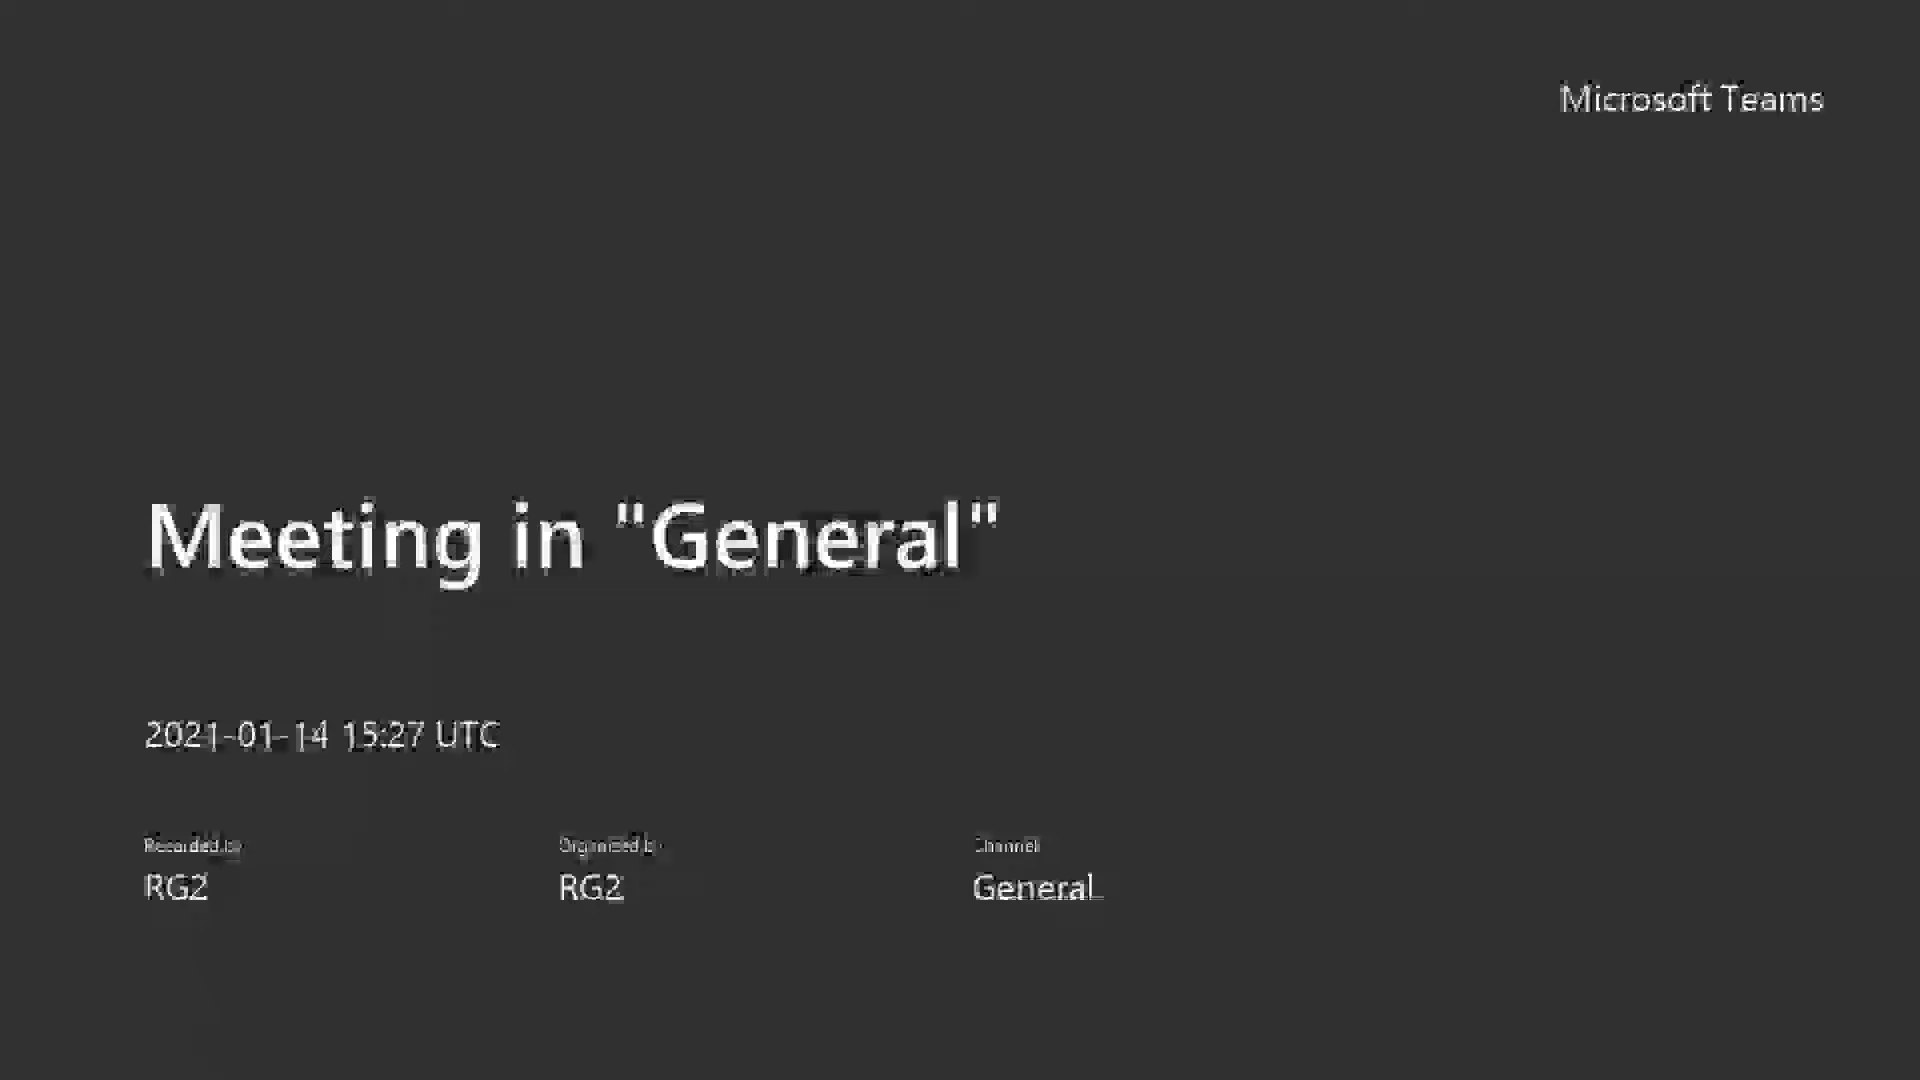 Microsoft Teams
Meeting in "General"
2021-01-14 15:27 UTC
Recorded by
Organized by
Channel
RG2
RG2
General